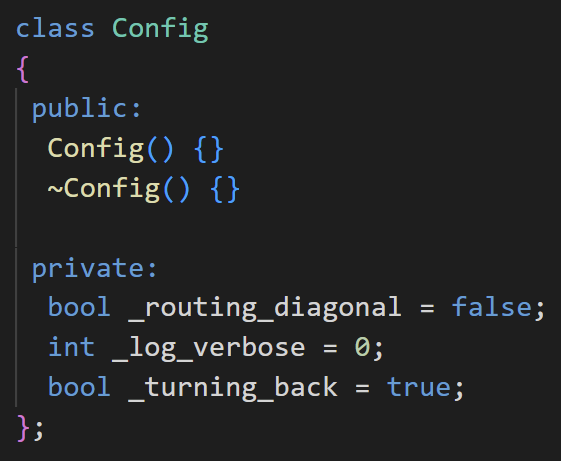 class Config
{
public:
Config() {}
~Config() {}
private:
bool _routing_diagonal = false;
int _log_verbose = 0;
bool _turning_back = true;
};